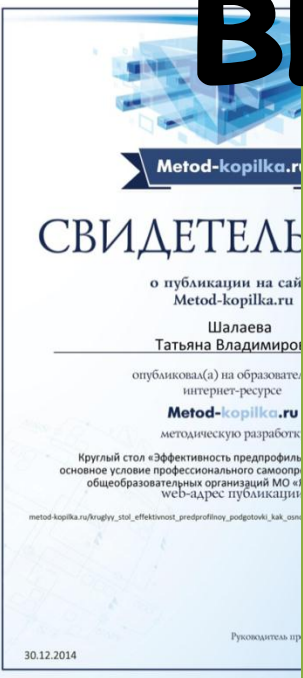 Metod-kopilka.r
СВИДЕТЕЛЬ
о публикации на сай
Metod-kopilka.ru
Шалаева
Татьяна Владимиров
опубликовал(а) на образовател
интернет-ресурсе
Metod-kopilka.ru
методическую разработк
Круглый стол «Эффективность предпрофиль
основное условие профессионального самоопр
общеобразовательных организаций МО «
web-адрес публикации
metod-kopilka.ru/kruglyy_stol_effektivnost_predprofilnoy_podgotovki_kak_osno
Руководитель пр
30.12.2014